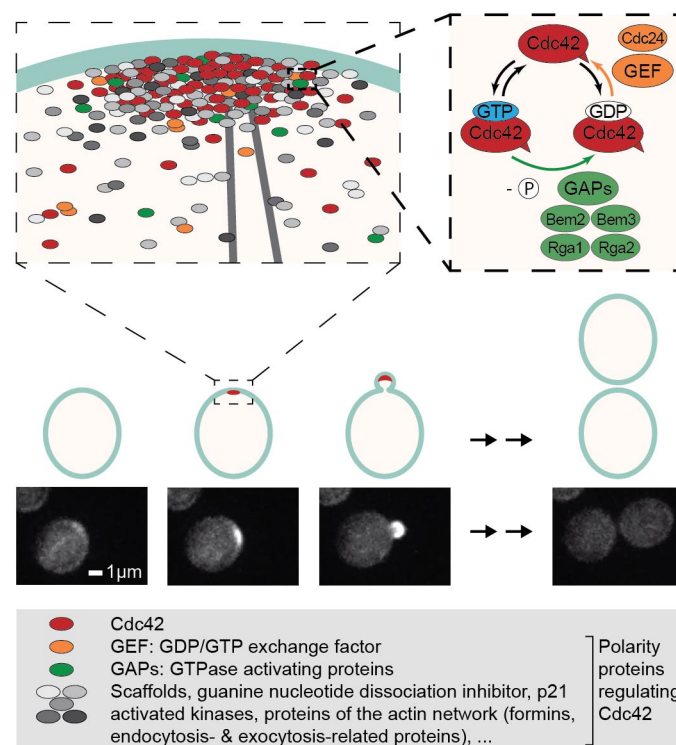 Cdc42
Cdc24
GEF
GTP
Cdc42
GDP
Cdc42
- P
GAPs
Bem2
Bem3
Rga1
Rga2
1μm
Cdc42
GEF: GDP/GTP exchange factor
GAPs: GTPase activating proteins
Scaffolds, guanine nucleotide dissociation inhibitor, p21
activated kinases, proteins of the actin network (formins,
endocytosis- & exocytosis-related proteins), ...
Polarity
proteins
regulating
Cdc42